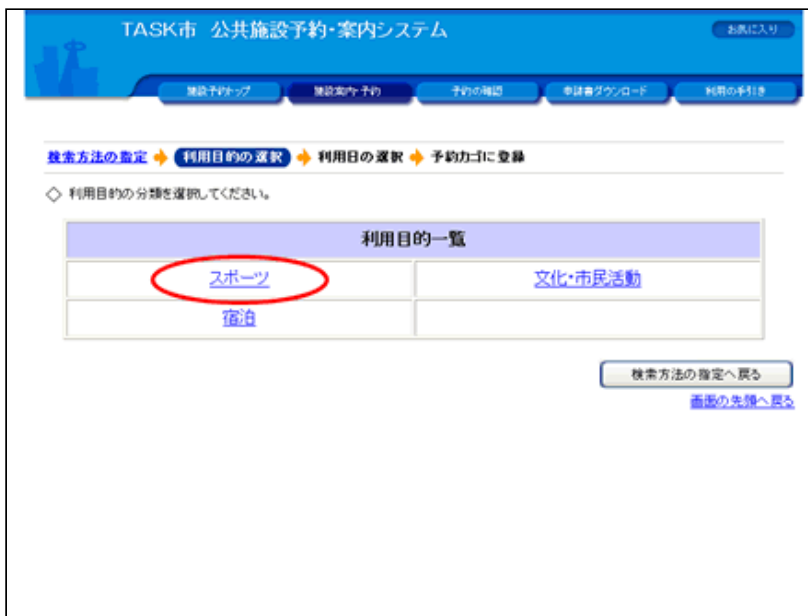 TASK市 公共施設予約・案内システム
お気に入り
施設予約トップ 施設案内・予約 予約の確認 申請書ダウンロード 利用の手引き
検索方法の指定 利用目的の選択 利用日の選択 予約カゴに登録
◇ 利用目的の分類を選択してください。
利用目的一覧
スポーツ 文化・市民活動
宿泊
検索方法の指定へ戻る
画面の先頭へ戻る